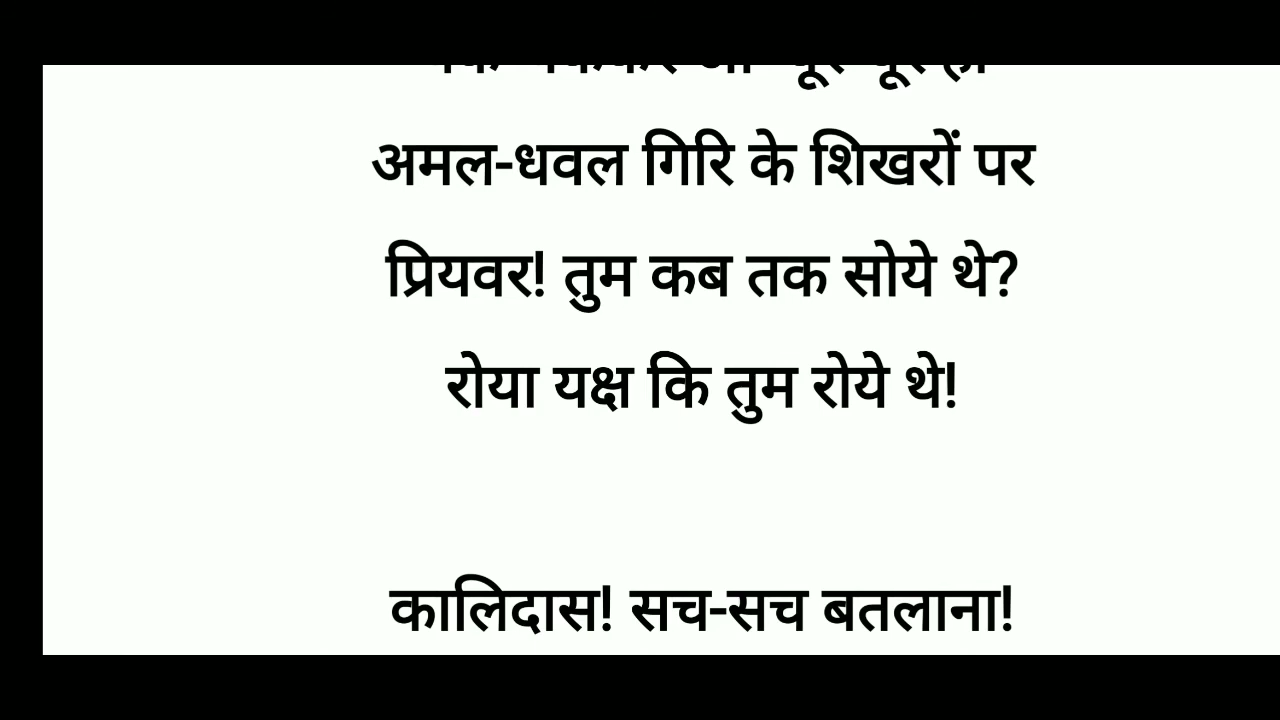 अमल-धवल गिरि के शिखरों पर
प्रियवर! तुम कब तक सोये थे?
रोया यक्ष कि तुम रोये थे!
कालिदास! सच-सच बतलाना!